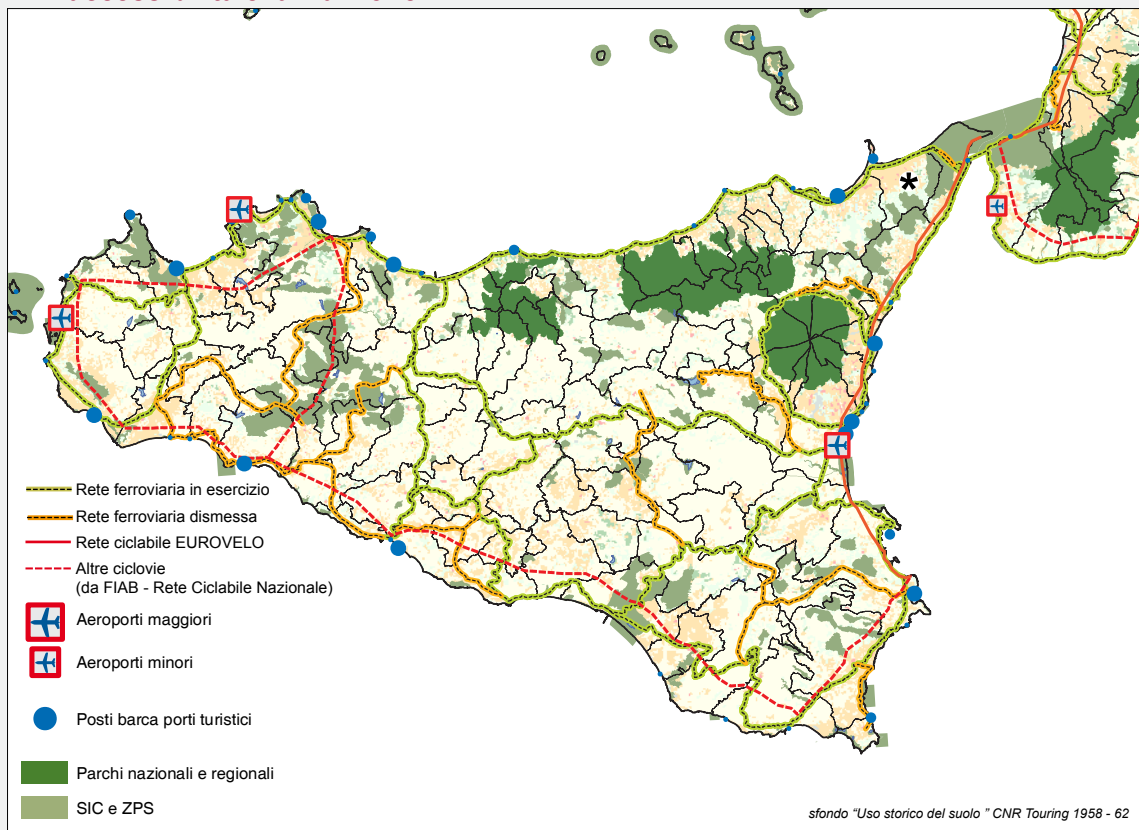 Rete ferroviaria in esercizio
Rete ferroviaria dismessa
Rete ciclabile EUROVELO
Altre ciclovie
(da FIAB - Rete Ciclabile Nazionale)
Aeroporti maggiori
Aeroporti minori
Posti barca porti turistici
Parchi nazionali e regionali
SIC e ZPS
*
sfondo “Uso storico del suolo ” CNR Touring 1958 - 62